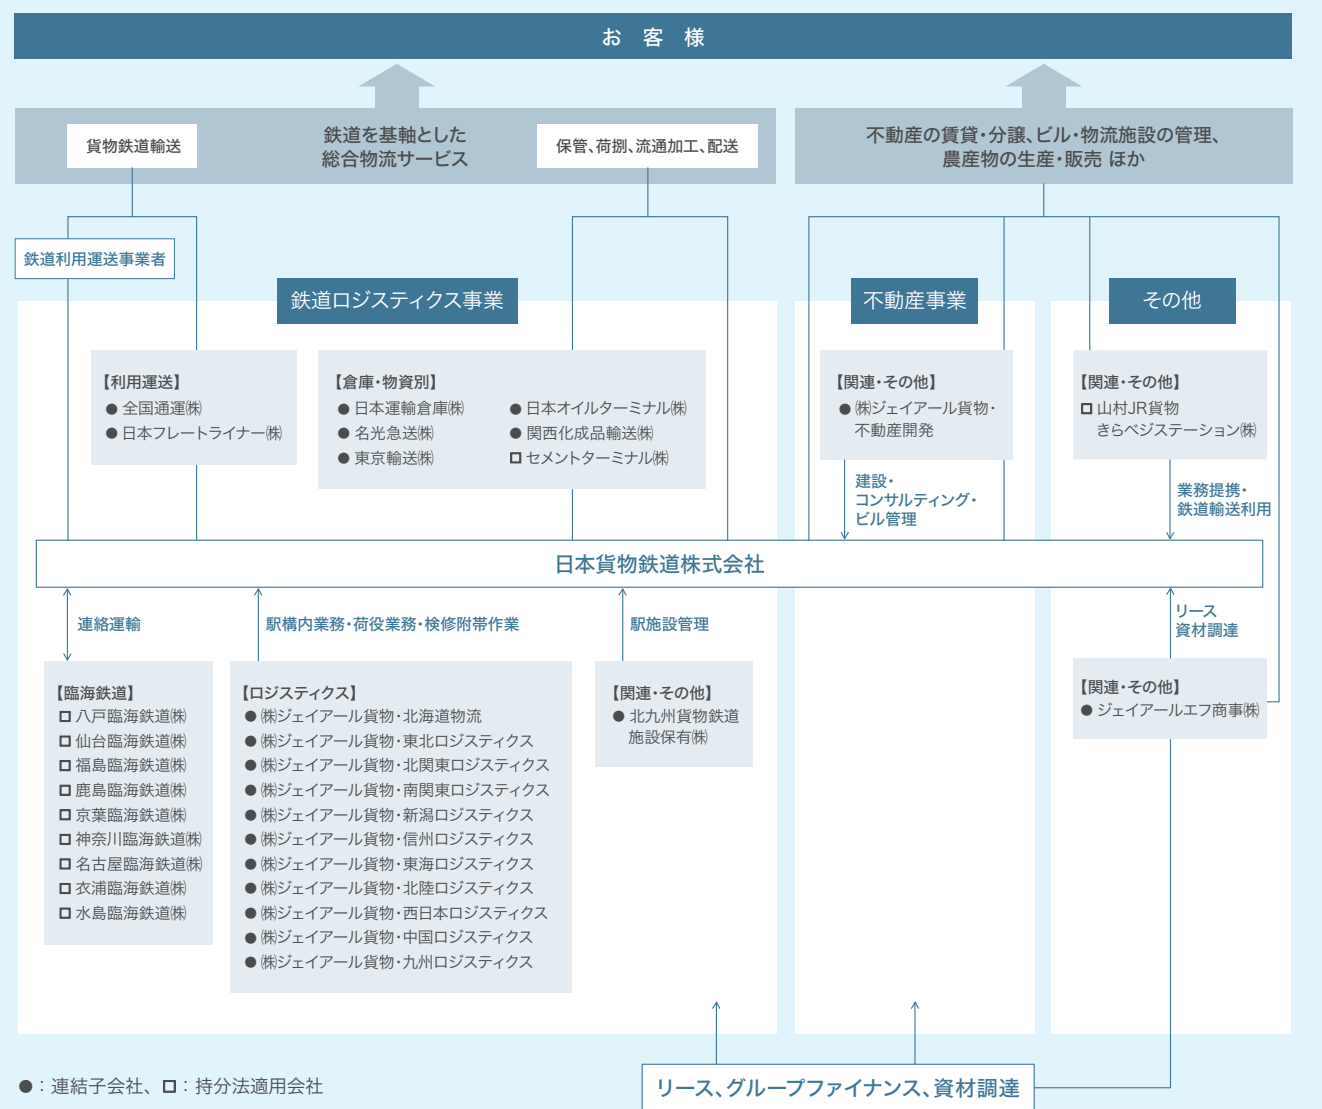 お客様
貨物鉄道輸送
鉄道を基軸とした
総合物流サービス
保管、荷捌、流通加工、配送
不動産の賃貸・分譲、ビル・物流施設の管理、
農産物の生産・販売 ほか
鉄道利用運送事業者
鉄道ロジスティクス事業
不動産事業
その他
【利用運送】
● 全国通運㈱
● 日本フレートライナー㈱
【倉庫・物資別】
● 日本運輸倉庫㈱
● 名光急送㈱
● 東京輸送㈱
● 日本オイルターミナル㈱
● 関西化成品輸送㈱
□ セメントターミナル㈱
【関連・その他】
● ㈱ジェイアール貨物・
不動産開発
【関連・その他】
□ 山村JR貨物
きらベジステーション㈱
建設・
コンサルティング・
ビル管理
業務提携・
鉄道輸送利用
日本貨物鉄道株式会社
連絡運輸
駅構内業務・荷役業務・検修附帯作業
駅施設管理
リース
資材調達
【臨海鉄道】
□ 八戸臨海鉄道㈱
□ 仙台臨海鉄道㈱
□ 福島臨海鉄道㈱
□ 鹿島臨海鉄道㈱
□ 京葉臨海鉄道㈱
□ 神奈川臨海鉄道㈱
□ 名古屋臨海鉄道㈱
□ 衣浦臨海鉄道㈱
□ 水島臨海鉄道㈱
【ロジスティクス】
● ㈱ジェイアール貨物・北海道物流
● ㈱ジェイアール貨物・東北ロジスティクス
● ㈱ジェイアール貨物・北関東ロジスティクス
● ㈱ジェイアール貨物・南関東ロジスティクス
● ㈱ジェイアール貨物・新潟ロジスティクス
● ㈱ジェイアール貨物・信州ロジスティクス
● ㈱ジェイアール貨物・東海ロジスティクス
● ㈱ジェイアール貨物・北陸ロジスティクス
● ㈱ジェイアール貨物・西日本ロジスティクス
● ㈱ジェイアール貨物・中国ロジスティクス
● ㈱ジェイアール貨物・九州ロジスティクス
【関連・その他】
● 北九州貨物鉄道
施設保有㈱
【関連・その他】
● ジェイアールエフ商事㈱
●：連結子会社、□：持分法適用会社
リース、グループファイナンス、資材調達